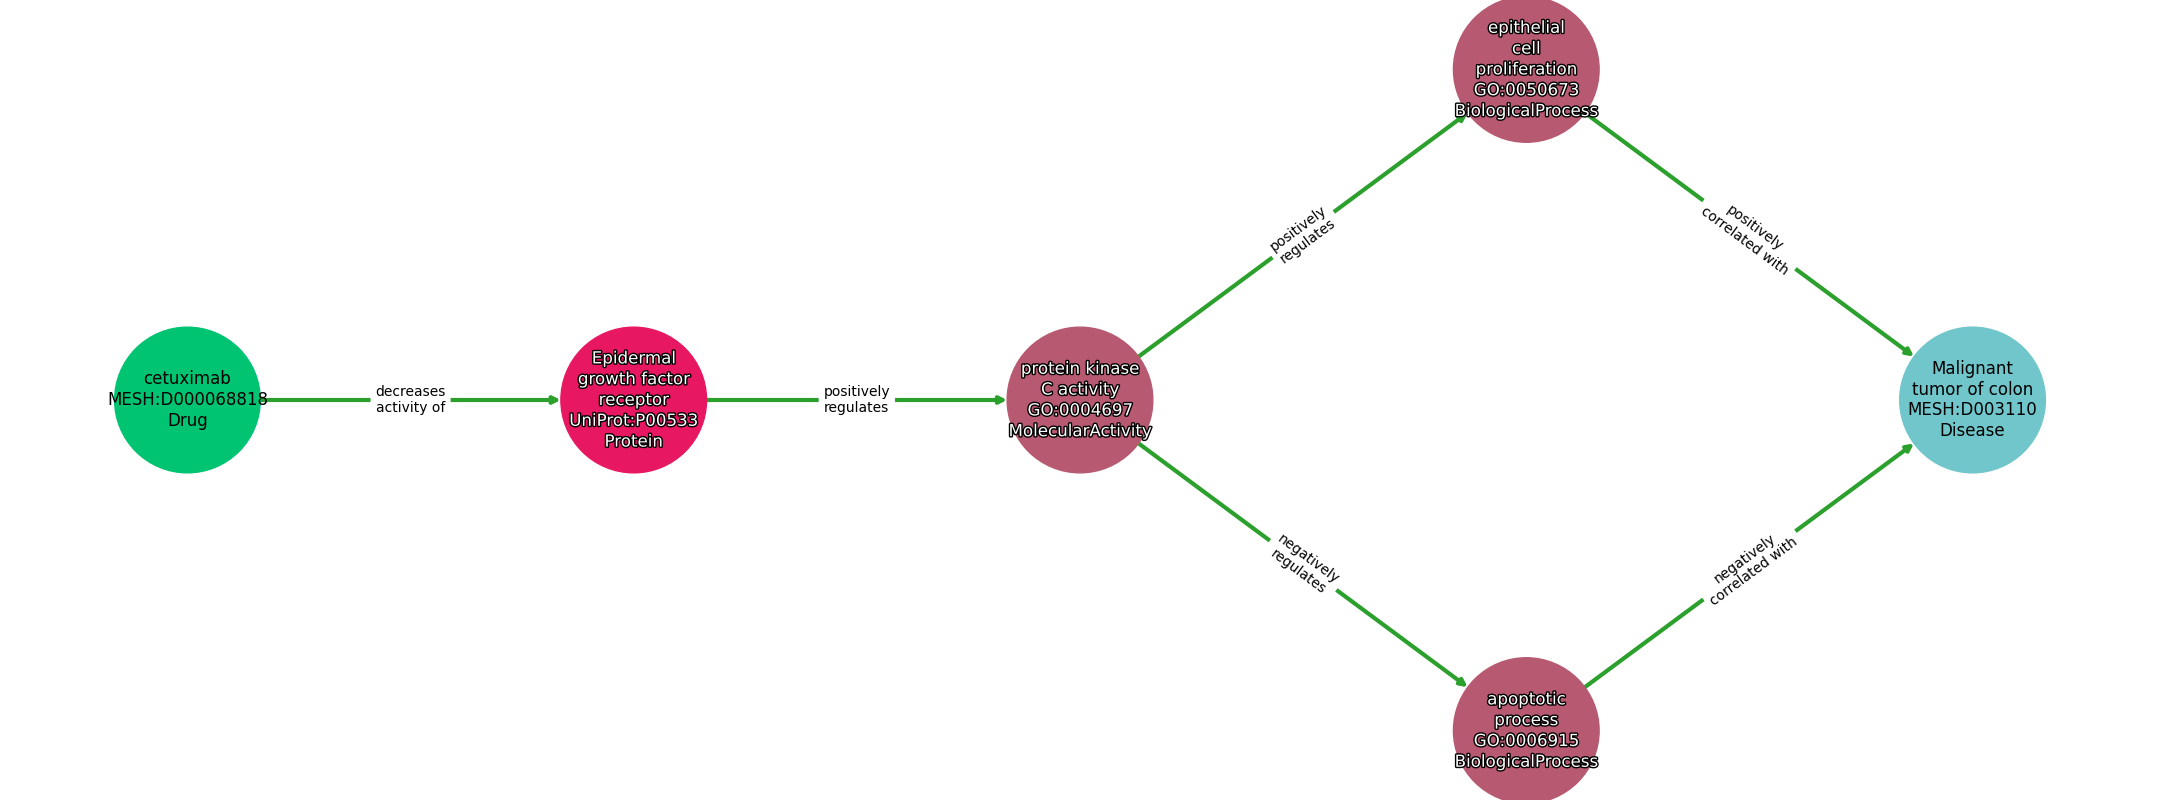 cetuximab
MESH:D000068818
Drug
decreases
activity of
Epidermal
growth factor
receptor
UniProt:P00533
Protein
positively
regulates
protein kinase
C activity
GO:0004697
MolecularActivity
positively
regulates
epithelial
cell
proliferation
GO:0050673
BiologicalProcess
positively
correlated with
negatively
regulates
apoptotic
process
GO:0006915
BiologicalProcess
negatively
correlated with
Malignant
tumor of colon
MESH:D003110
Disease